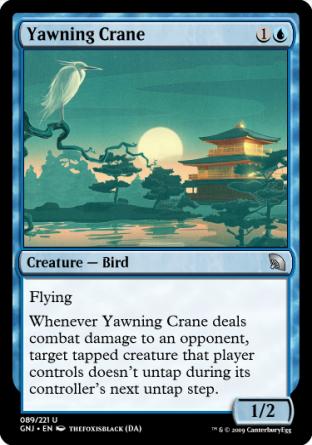 Yawning Crane 1
Creature — Bird
Flying
Whenever Yawning Crane deals
combat damage to an opponent,
target tapped creature that player
controls doesn't untap during its
controller's next untap step.
1/2
089/221 U
GNJ • EN THEFOXISBLACK (DA)
™ & © 2019 CanterburyEgg